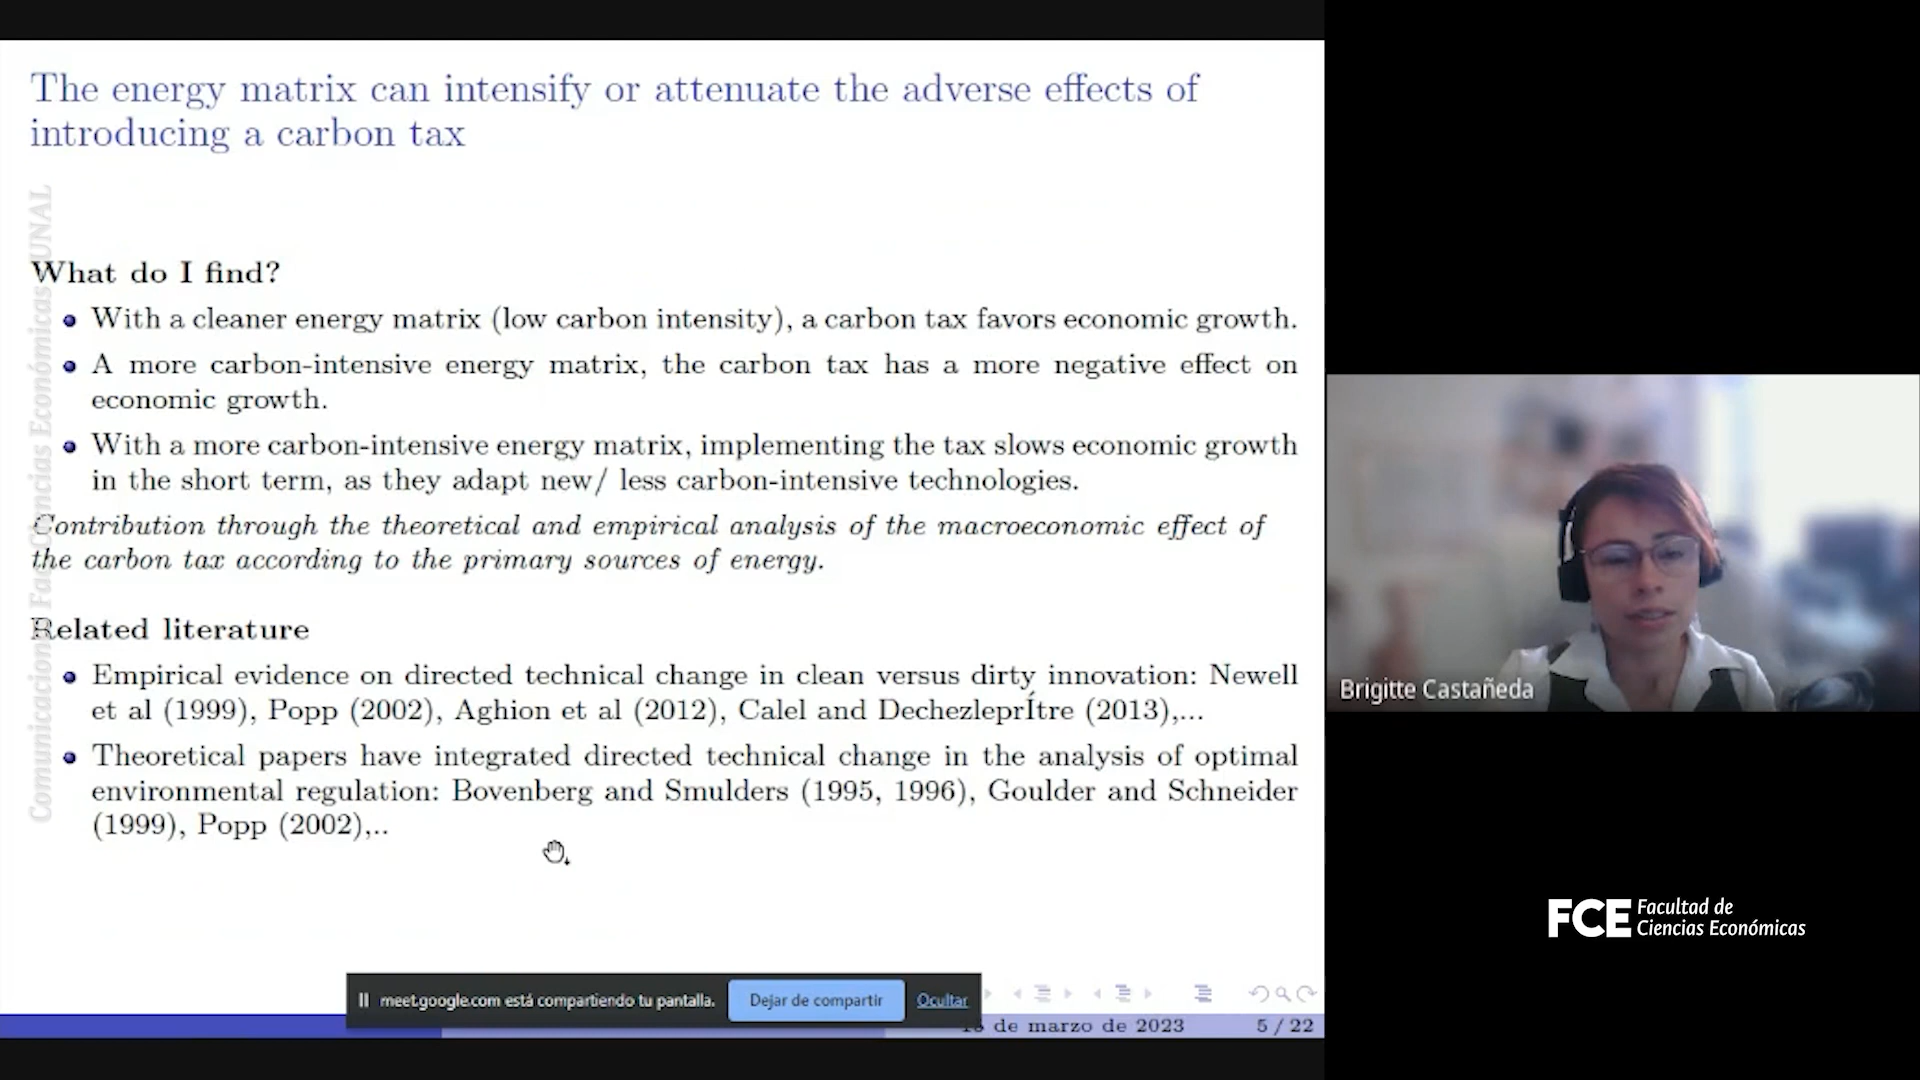 The energy matrix can intensify or attenuate the adverse effects of
introducing a carbon tax
What do I find?
With a cleaner energy matrix (low carbon intensity), a carbon tax favors economic growth.
A more carbon-intensive energy matrix, the carbon tax has a more negative effect on
economic growth.
With a more carbon-intensive energy matrix, implementing the tax slows economic growth
in the short term, as they adapt new/ less carbon-intensive technologies.
Contribution through the theoretical and empirical analysis of the macroeconomic effect of
the carbon tax according to the primary sources of energy.
Related literature
Empirical evidence on directed technical change in clean versus dirty innovation: Newell
et al (1999), Popp (2002), Aghion et al (2012), Calel and DechezleprÍtre (2013),...
Theoretical papers have integrated directed technical change in the analysis of optimal
environmental regulation: Bovenberg and Smulders (1995, 1996), Goulder and Schneider
(1999), Popp (2002),..
meet.google.com está compartiendo tu pantalla. Dejar de compartir Ocultar
de marzo de 2023 5 / 22
Brigitte Castañeda
FCE Facultad de
Ciencias Económicas